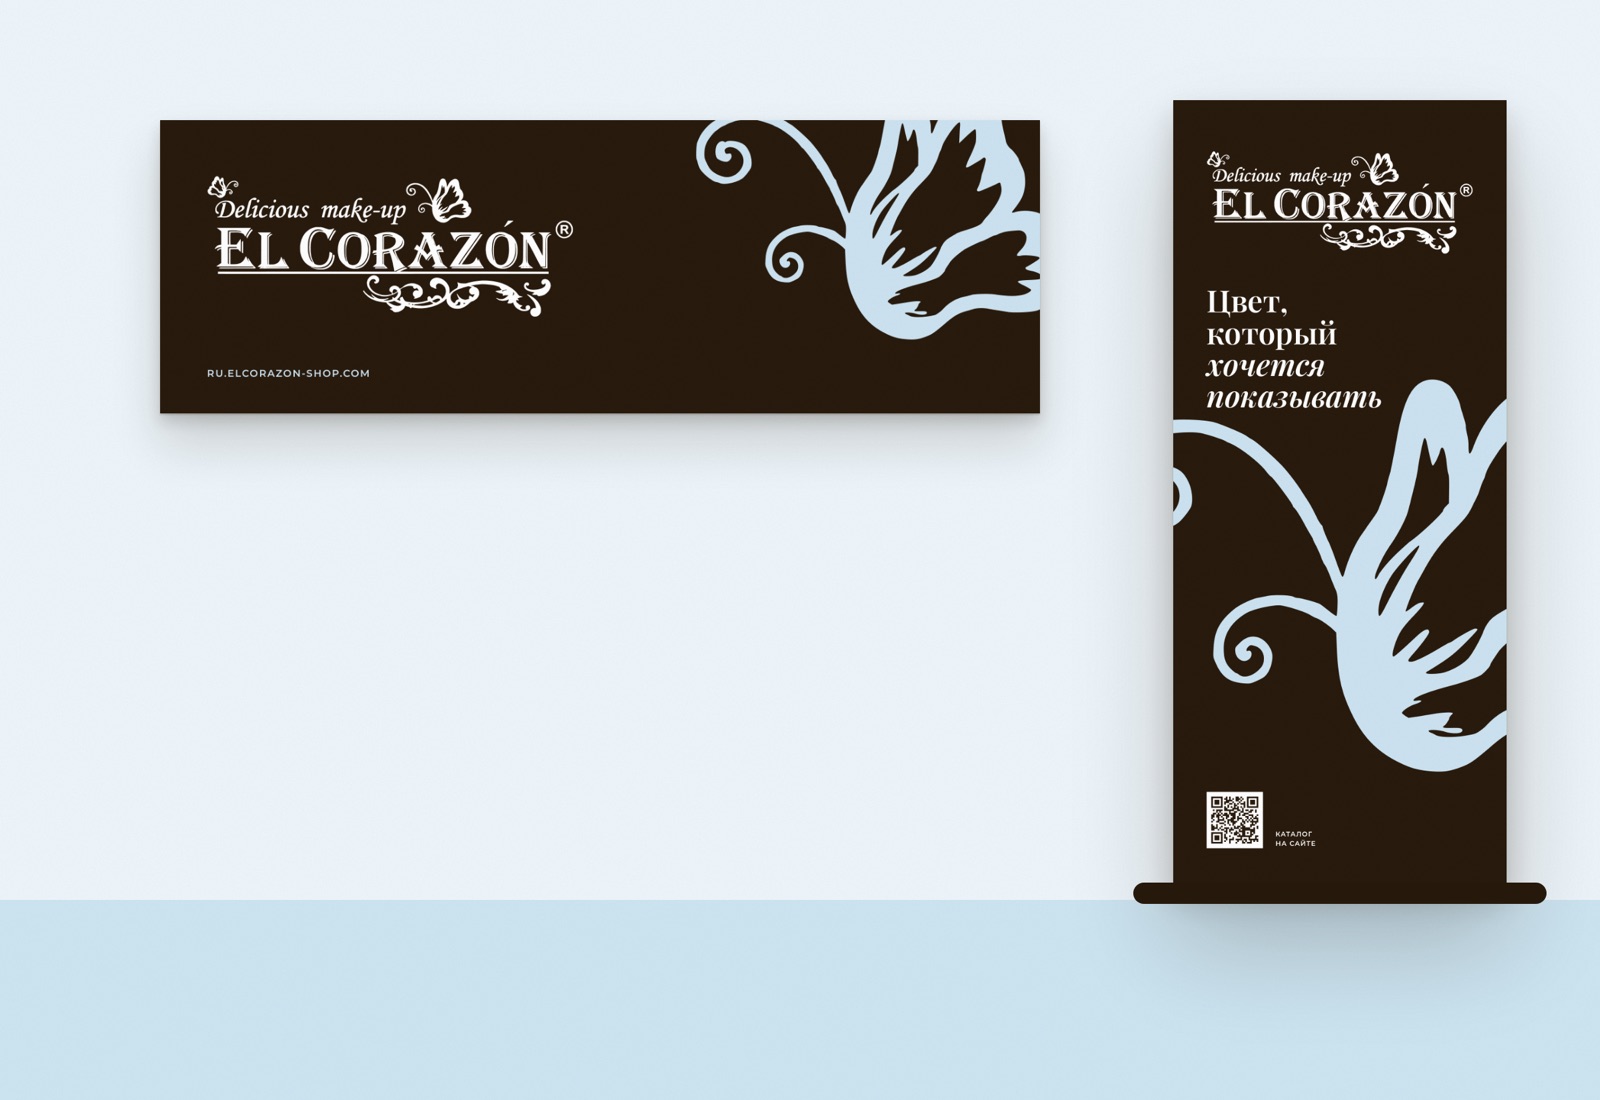 Delicious make-up
EL CORAZÓN®
RU.ELCORAZON-SHOP.COM
Delicious make-up
EL CORAZÓN®
Цвет,
который
хочется
показывать
КАТАЛОГ
НА САЙТЕ